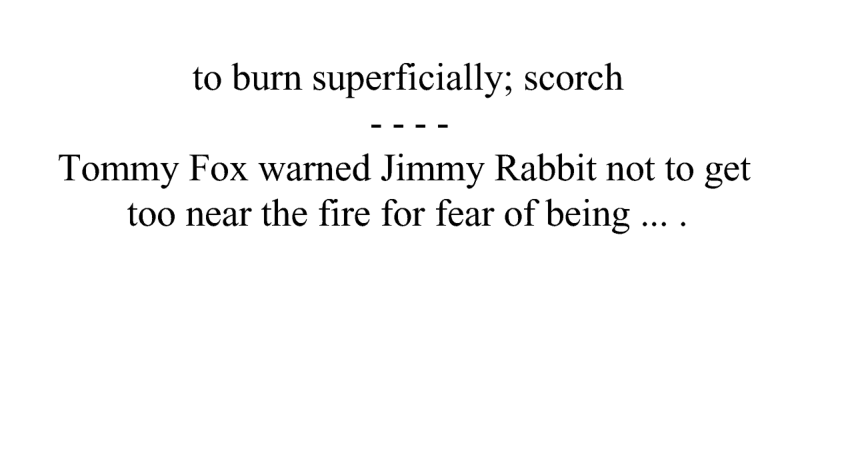 to burn superficially; scorch
- - - -
Tommy Fox warned Jimmy Rabbit not to get
too near the fire for fear of being ... .